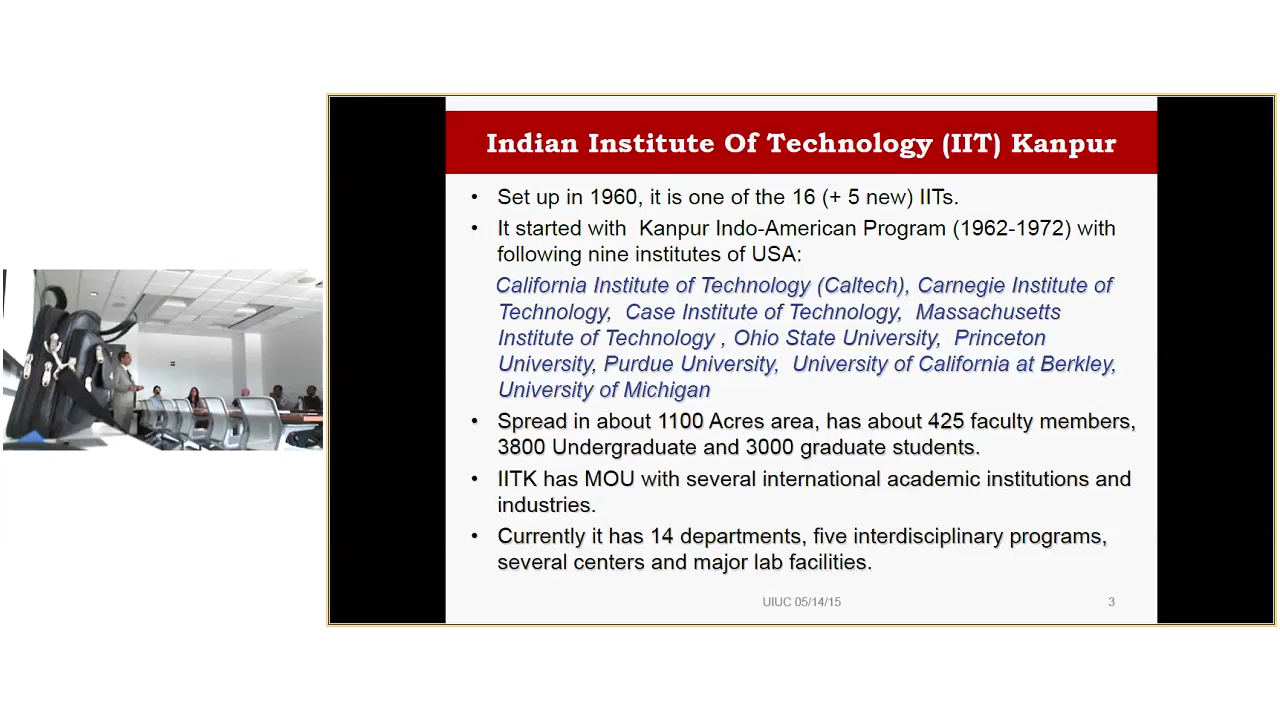 Indian Institute Of Technology (IIT) Kanpur
• Set up in 1960, it is one of the 16 (+ 5 new) IITs.
• It started with Kanpur Indo-American Program (1962-1972) with
following nine institutes of USA:
California Institute of Technology (Caltech), Carnegie Institute of
Technology, Case Institute of Technology, Massachusetts
Institute of Technology , Ohio State University, Princeton
University, Purdue University, University of California at Berkley,
University of Michigan
• Spread in about 1100 Acres area, has about 425 faculty members,
3800 Undergraduate and 3000 graduate students.
• IITK has MOU with several international academic institutions and
industries.
• Currently it has 14 departments, five interdisciplinary programs,
several centers and major lab facilities.
UIUC 05/14/15 3